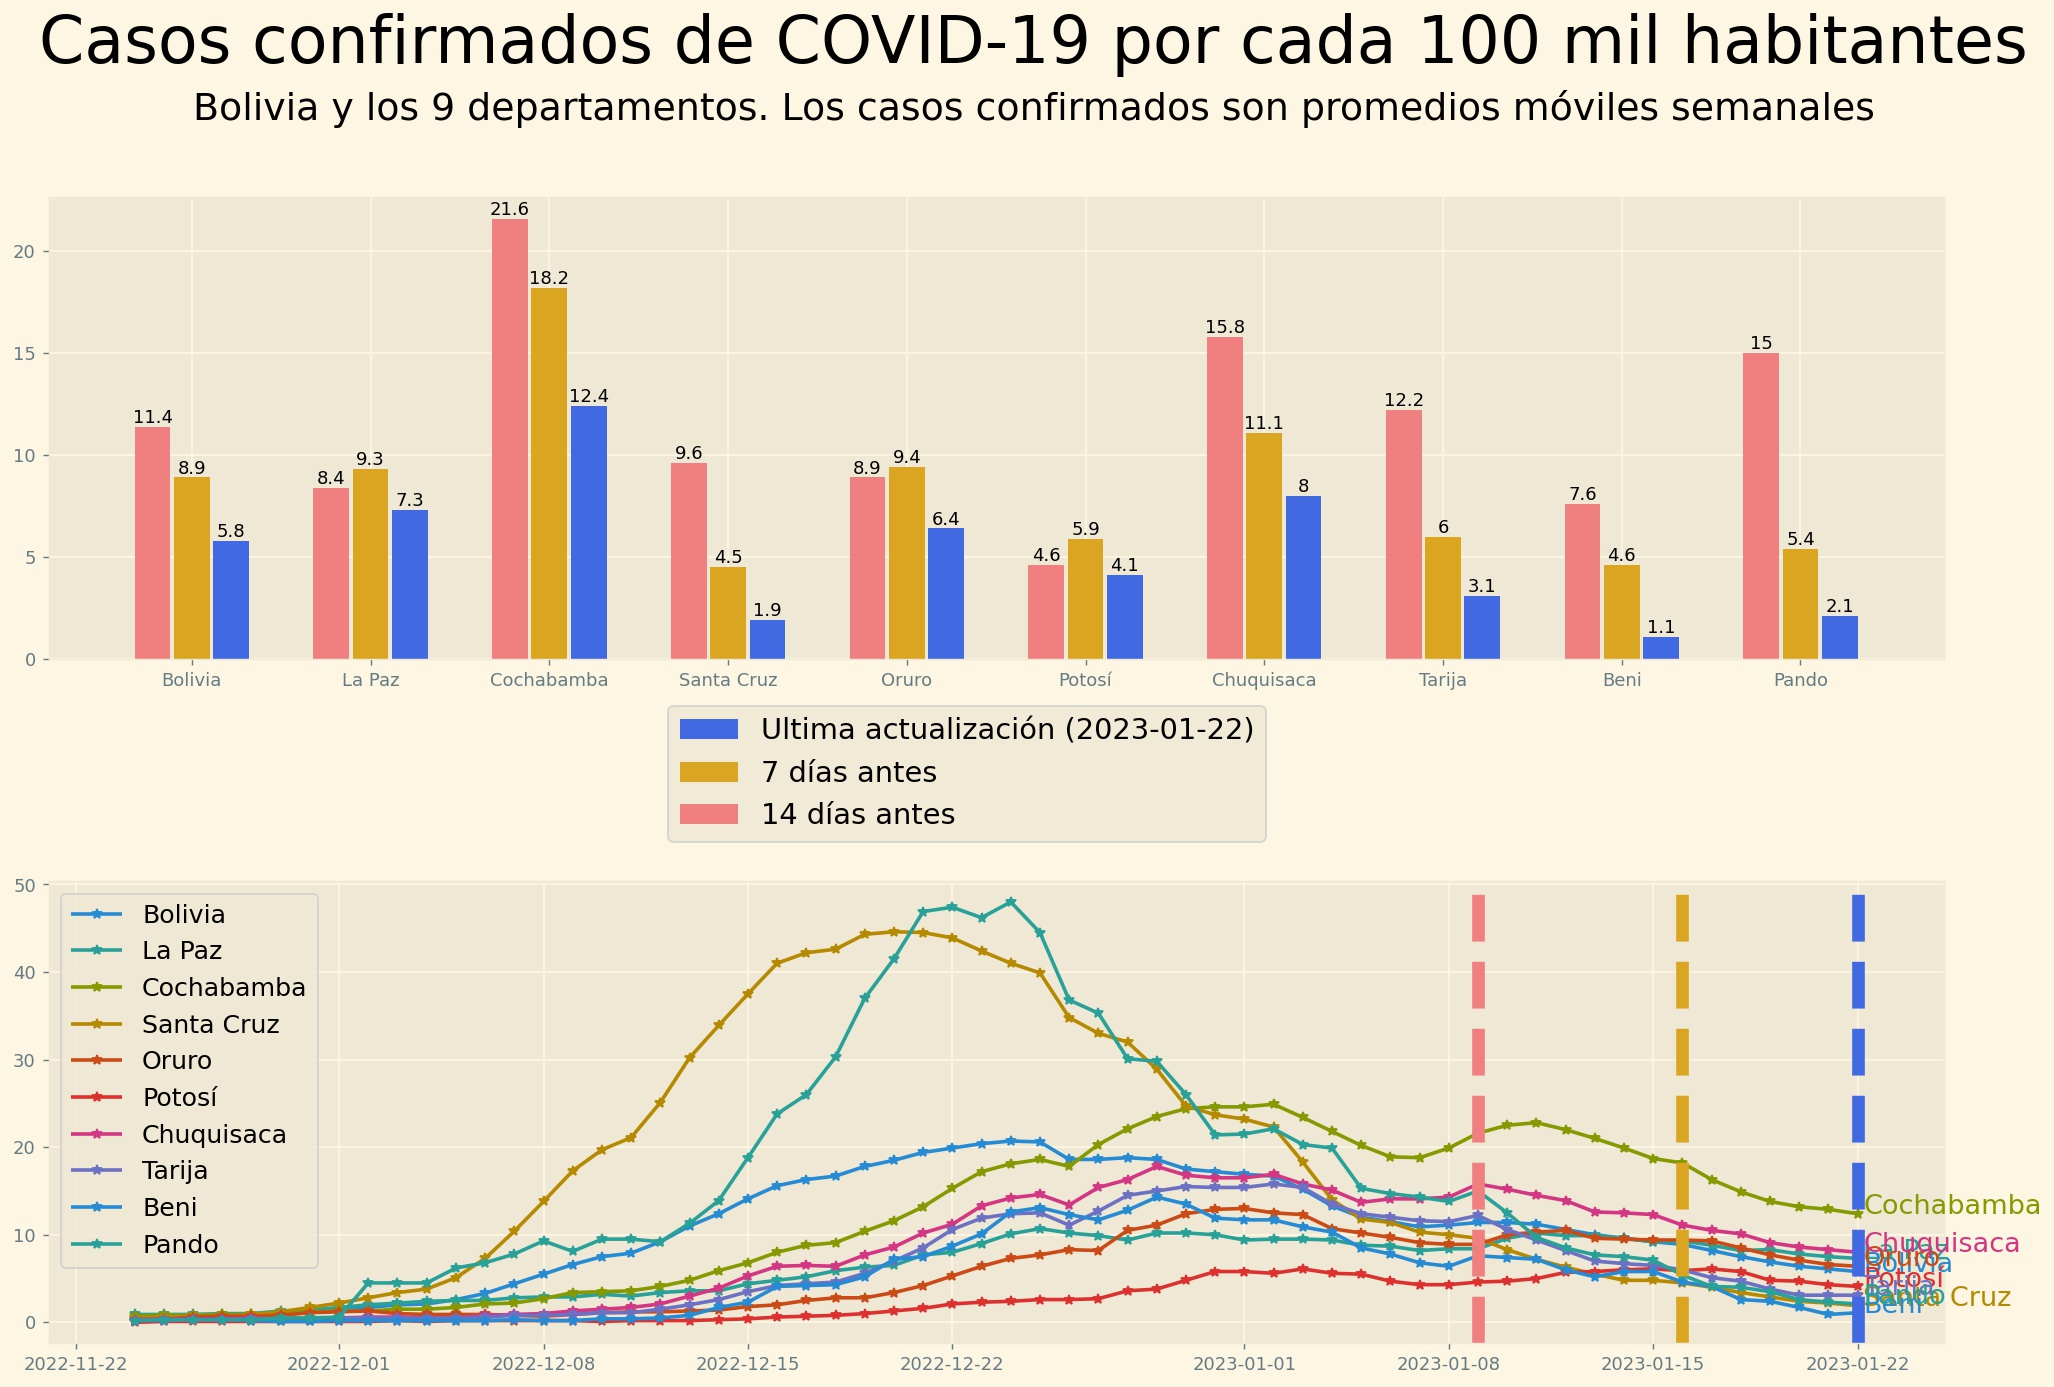 Casos confirmados de COVID-19 por cada 100 mil habitantes
Bolivia y los 9 departamentos. Los casos confirmados son promedios móviles semanales
20
15
10
5
0
11.4
8.9
5.8
8.4
9.3
7.3
21.6
18.2
12.4
9.6
4.5
1.9
8.9
9.4
6.4
4.6
5.9
4.1
15.8
11.1
8
12.2
6
3.1
7.6
4.6
1.1
15
5.4
2.1
Bolivia La Paz Cochabamba Santa Cruz Oruro Potosí Chuquisaca Tarija Beni Pando
Ultima actualización (2023-01-22)
7 días antes
14 días antes
50
40
30
20
10
0
Bolivia
La Paz
Cochabamba
Santa Cruz
Oruro
Potosí
Chuquisaca
Tarija
Beni
Pando
Cochabamba
Chuquisaca
La Paz
Oruro
Bolivia
Potosí
Tarija
Pando
Santa Cruz
Beni
2022-11-22 2022-12-01 2022-12-08 2022-12-15 2022-12-22 2023-01-01 2023-01-08 2023-01-15 2023-01-22